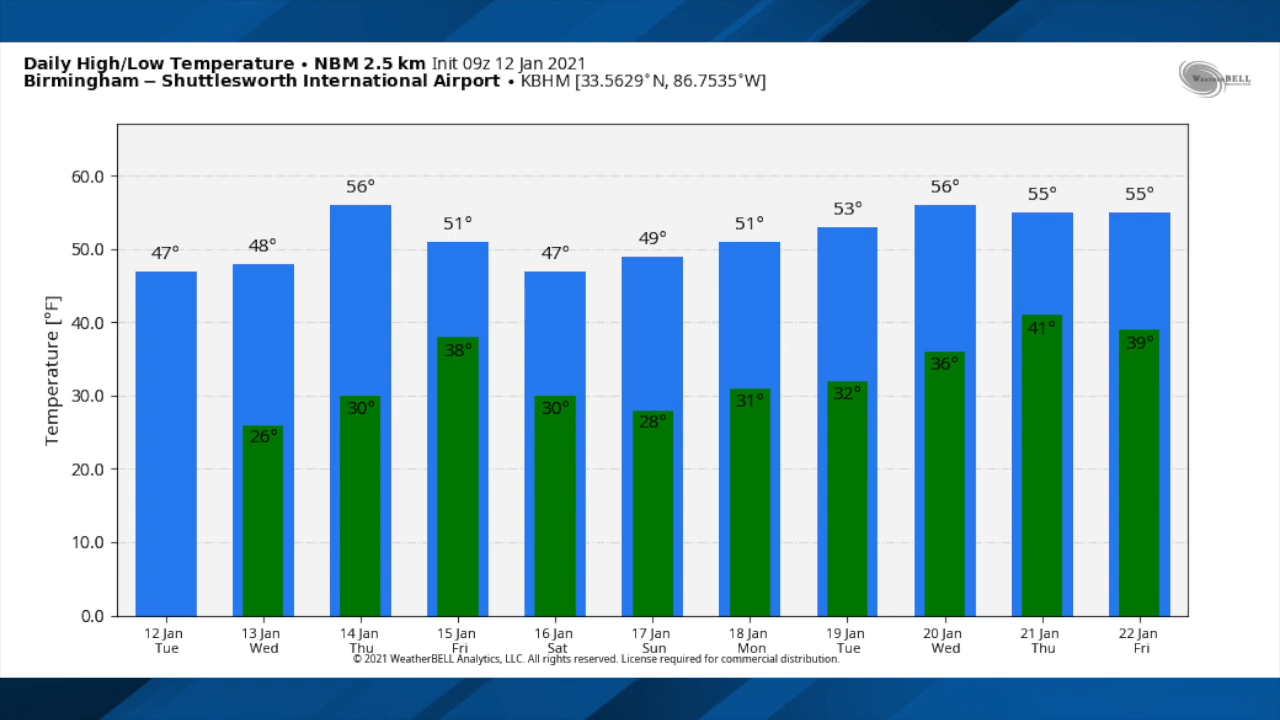 Daily High/Low Temperature • NBM 2.5 km Init 09z 12 Jan 2021
Birmingham – Shuttlesworth International Airport • KBHM [33.5629°N, 86.7535°W]
WeatherBELL
60.0
50.0
40.0
30.0
20.0
10.0
0.0
Temperature [°F]
47° 48° 56° 51° 47° 49° 51° 53° 56° 55° 55°
26° 30° 38° 30° 28° 31° 32° 36° 41° 39°
12 Jan 13 Jan 14 Jan 15 Jan 16 Jan 17 Jan 18 Jan 19 Jan 20 Jan 21 Jan 22 Jan
Tue Wed Thu Fri Sat Sun Mon Tue Wed Thu Fri
© 2021 WeatherBELL Analytics, LLC. All rights reserved. License required for commercial distribution.